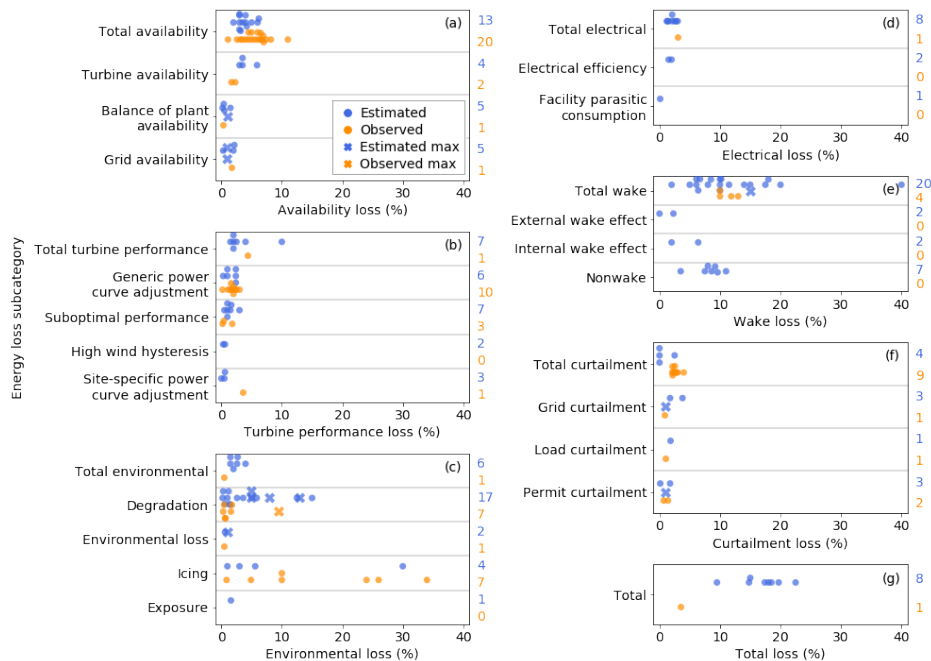 Energy loss subcategory
(a)
Total availability
13
20
Turbine availability
4
2
Balance of plant
availability
5
1
Grid availability
5
1
Estimated
Observed
Estimated max
Observed max
0 10 20 30 40
Availability loss (%)
(b)
Total turbine performance
7
1
Generic power
curve adjustment
6
10
Suboptimal performance
7
3
High wind hysteresis
2
0
Site-specific power
curve adjustment
3
1
0 10 20 30 40
Turbine performance loss (%)
(c)
Total environmental
6
1
Degradation
17
7
Environmental loss
2
1
Icing
4
7
Exposure
1
0
0 10 20 30 40
Environmental loss (%)
(d)
Total electrical
8
1
Electrical efficiency
2
0
Facility parasitic
consumption
1
0
0 10 20 30 40
Electrical loss (%)
(e)
Total wake
20
4
External wake effect
2
0
Internal wake effect
2
0
Nonwake
7
0
0 10 20 30 40
Wake loss (%)
(f)
Total curtailment
4
9
Grid curtailment
3
1
Load curtailment
1
1
Permit curtailment
3
2
0 10 20 30 40
Curtailment loss (%)
(g)
Total
8
1
0 10 20 30 40
Total loss (%)